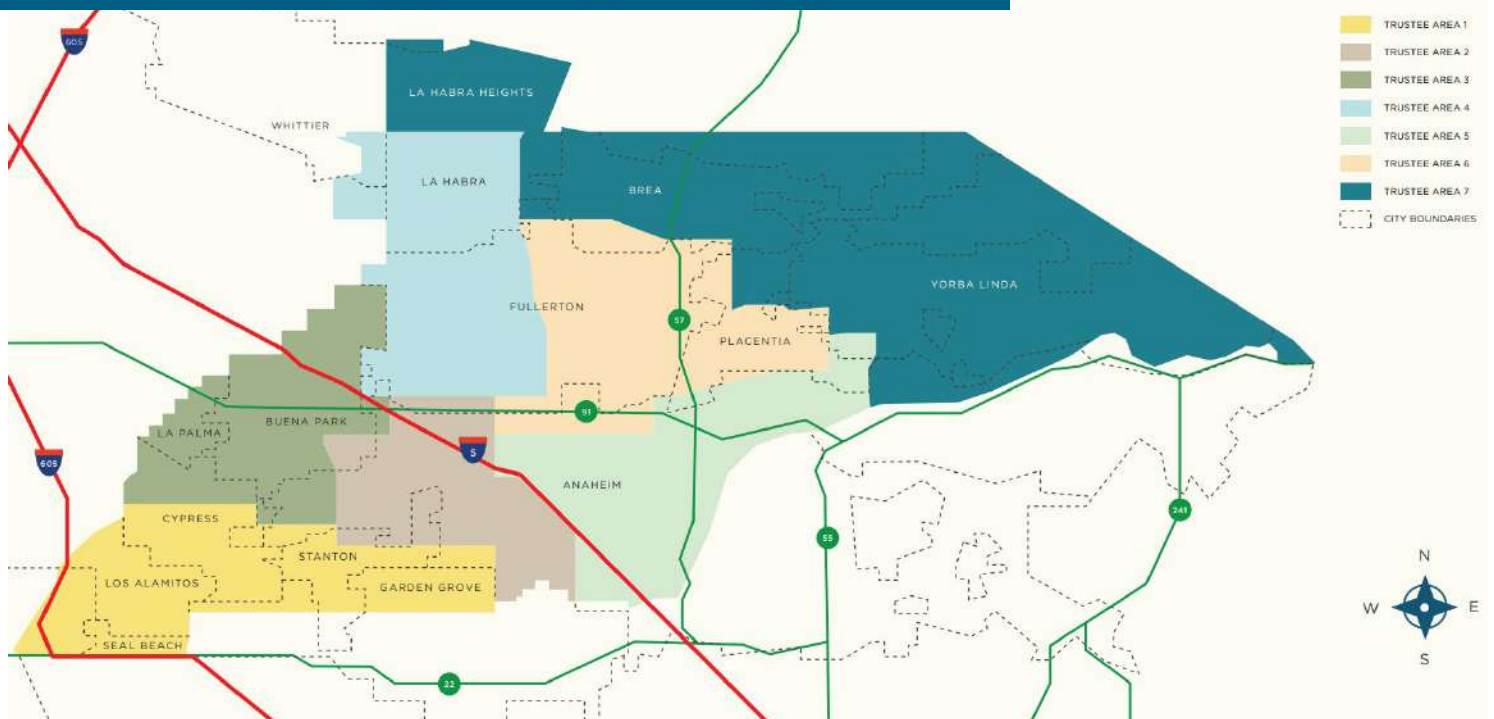 605
LA HABRA HEIGHTS
WHITTIER
LA HABRA
BREA
YORBA LINDA
FULLERTON
57
PLACENTIA
91
BUENA PARK
LA PALMA
5
605
ANAHEIM
CYPRESS
241
55
STANTON
LOS ALAMITOS
GARDEN GROVE
SEAL BEACH
22
TRUSTEE AREA 1
TRUSTEE AREA 2
TRUSTEE AREA 3
TRUSTEE AREA 4
TRUSTEE AREA 5
TRUSTEE AREA 6
TRUSTEE AREA 7
CITY BOUNDARIES
N
W E
S